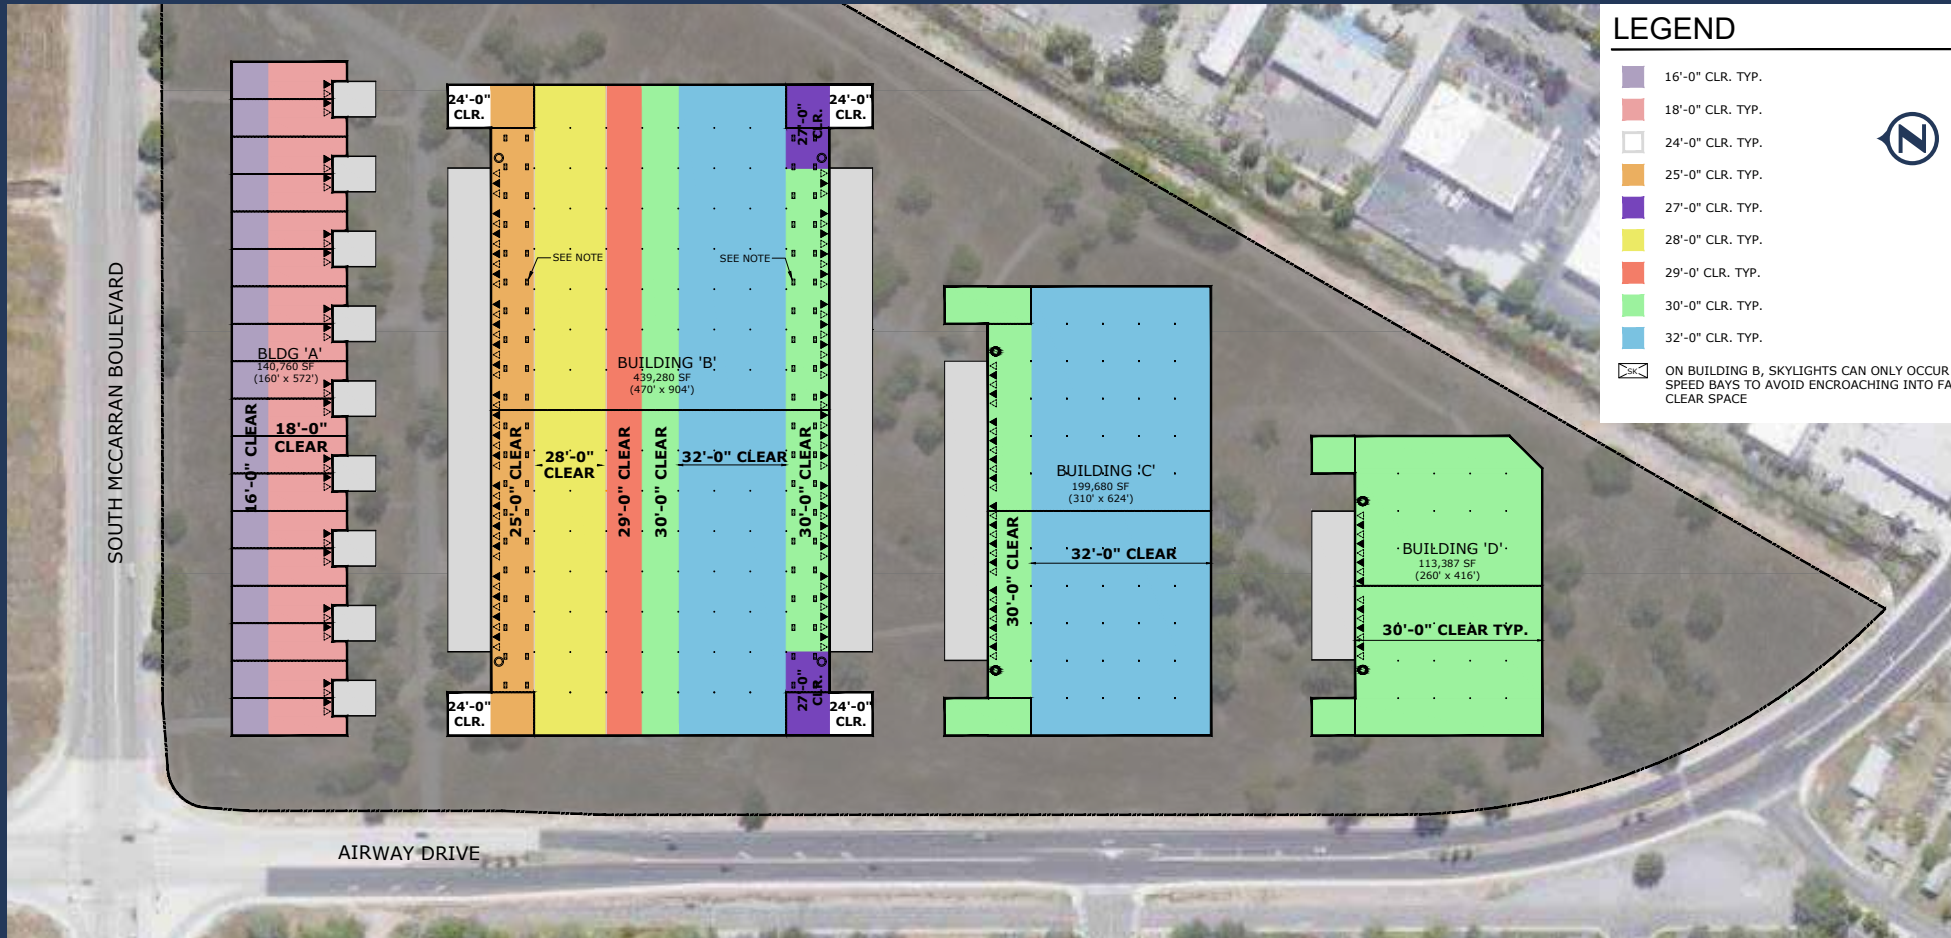 LEGEND
16'-0" CLR. TYP.
18'-0" CLR. TYP.
24'-0" CLR. TYP.
25'-0" CLR. TYP.
27'-0" CLR. TYP.
28'-0" CLR. TYP.
29'-0' CLR. TYP.
30'-0" CLR. TYP.
32'-0" CLR. TYP.
SK
ON BUILDING B, SKYLIGHTS CAN ONLY OCCUR
SPEED BAYS TO AVOID ENCROACHING INTO FA
CLEAR SPACE
N
SOUTH MCCARRAN BOULEVARD
AIRWAY DRIVE
BLDG 'A'
140,760 SF
(160' x 572')
16'-0" CLEAR
18'-0"
CLEAR
24'-0"
CLR.
27'-0"
CLR.
24'-0"
CLR.
SEE NOTE
SEE NOTE
BUILDING 'B'
439,280 SF
(470' x 904')
25'-0" CLEAR
28'-0"
CLEAR
29'-0" CLEAR
30'-0" CLEAR
32'-0" CLEAR
30'-0" CLEAR
24'-0"
CLR.
27'-0"
CLR.
24'-0"
CLR.
BUILDING 'C'
199,680 SF
(310' x 624')
30'-0" CLEAR
32'-0" CLEAR
BUILDING 'D'
113,387 SF
(260' x 416')
30'-0" CLEAR TYP.